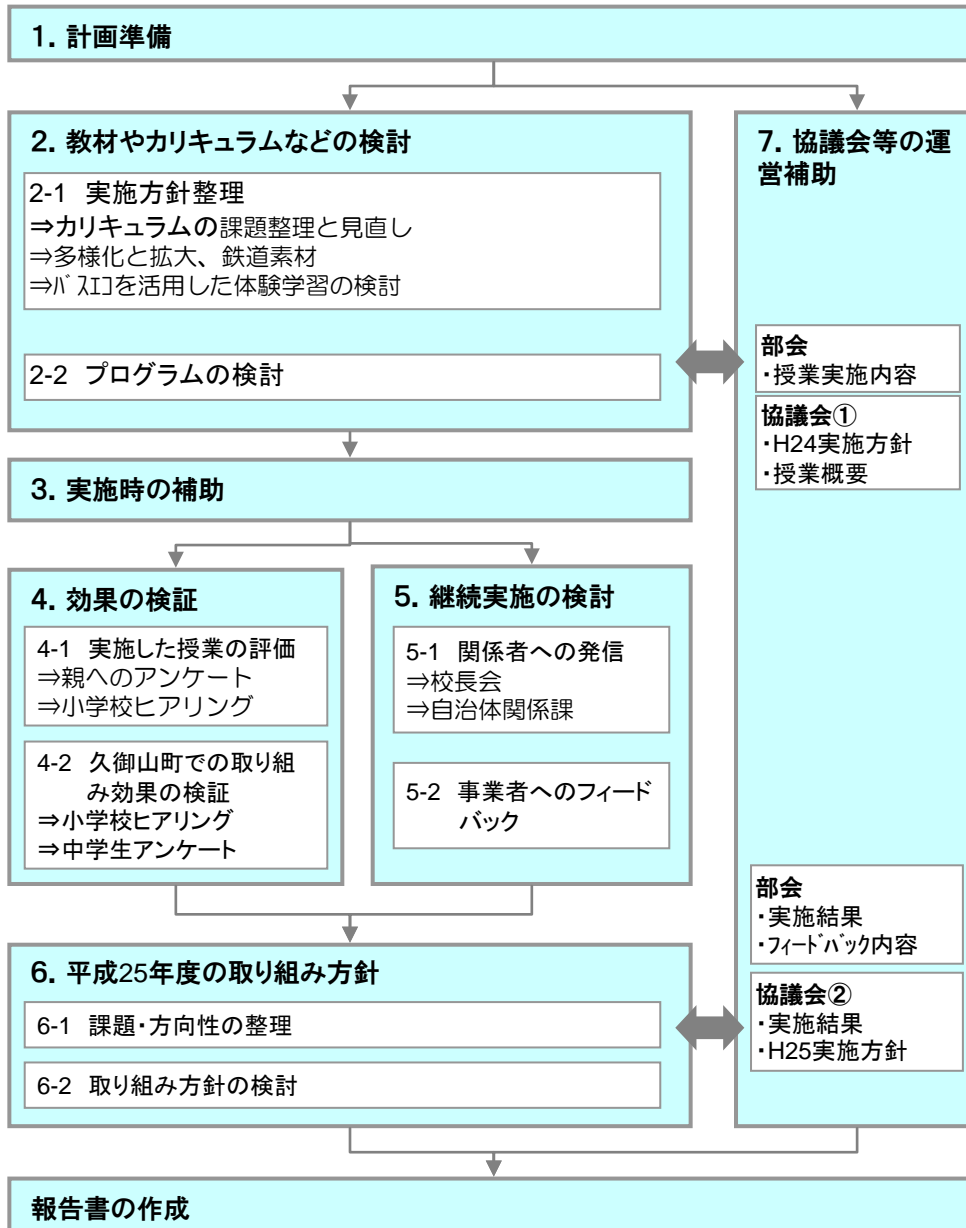 1. 計画準備
2. 教材やカリキュラムなどの検討
2-1 実施方針整理
⇒カリキュラムの課題整理と見直し
⇒多様化と拡大、鉄道素材
⇒ﾊﾞｽｴｺを活用した体験学習の検討
2-2 プログラムの検討
7. 協議会等の運
営補助
部会
・授業実施内容
協議会①
・H24実施方針
・授業概要
3. 実施時の補助
4. 効果の検証
4-1 実施した授業の評価
⇒親へのアンケート
⇒小学校ヒアリング
4-2 久御山町での取り組
み効果の検証
⇒小学校ヒアリング
⇒中学生アンケート
5. 継続実施の検討
5-1 関係者への発信
⇒校長会
⇒自治体関係課
5-2 事業者へのフィード
バック
部会
・実施結果
・ﾌｨｰﾄﾞﾊﾞｯｸ内容
協議会②
・実施結果
・H25実施方針
6. 平成25年度の取り組み方針
6-1 課題・方向性の整理
6-2 取り組み方針の検討
報告書の作成